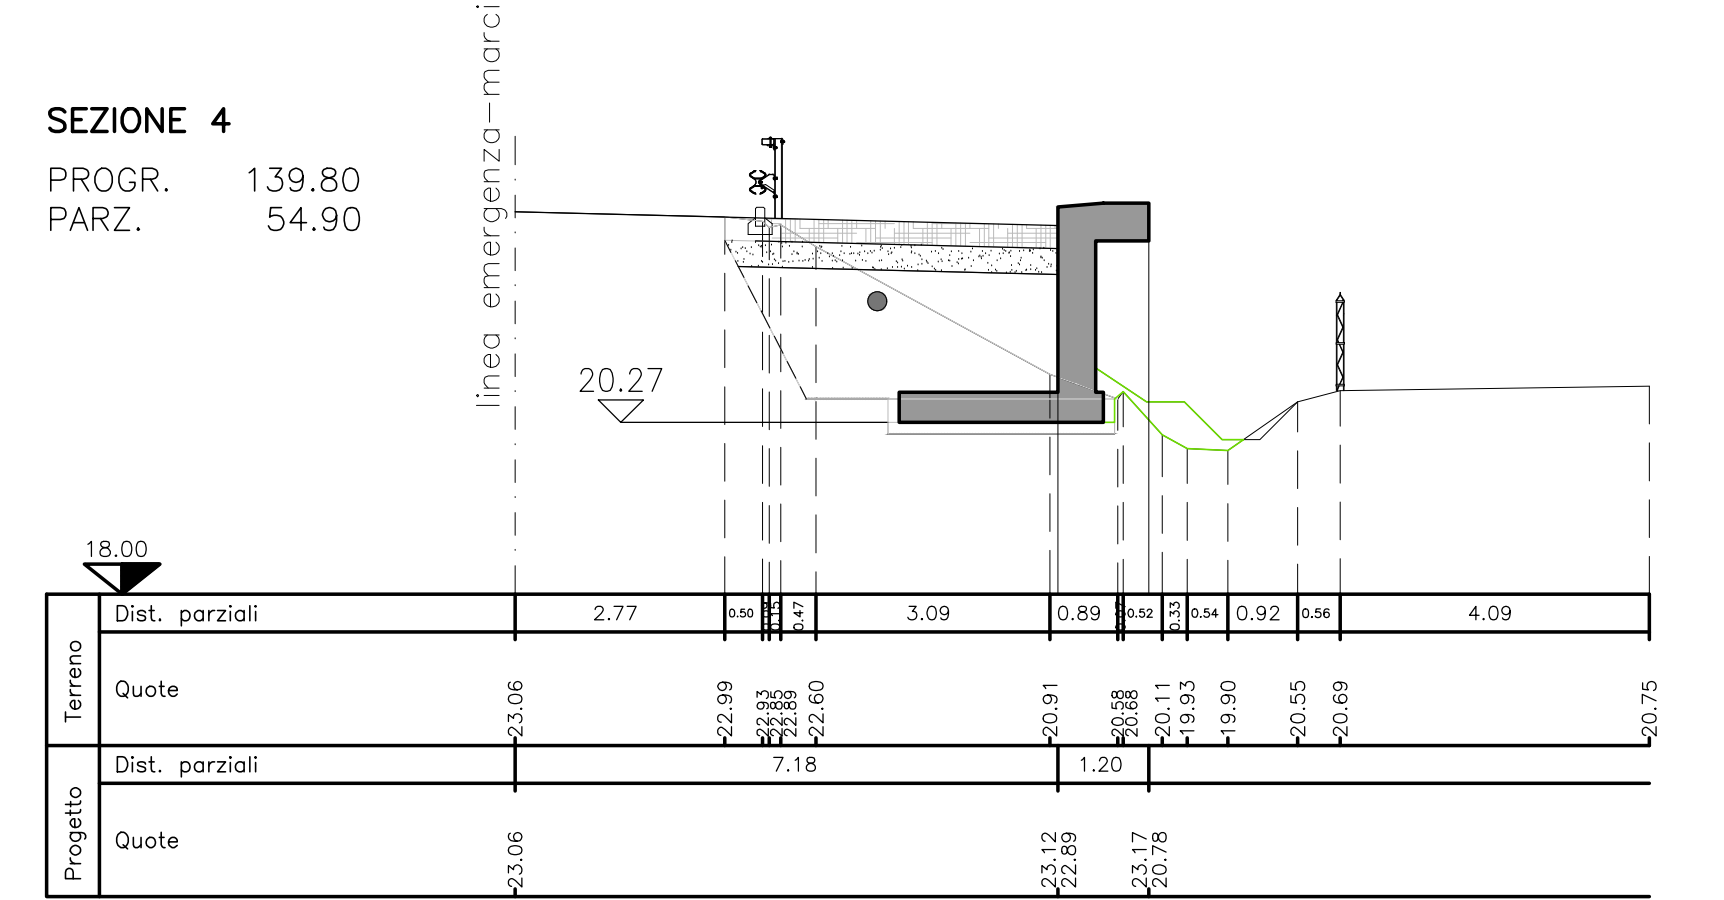 linea emergenza-marci
SEZIONE 4
PROGR. 139.80
PARZ. 54.90
20.27
18.00
Terreno
Dist. parziali 2.77 0.50 0.15 0.47 3.09 0.89 0.52 0.33 0.54 0.92 0.56 4.09
Quote 23.06 22.99 22.93 22.85 22.89 22.60 20.91 20.58 20.68 20.11 19.93 19.90 20.55 20.69 20.75
Progetto
Dist. parziali 7.18 1.20
Quote 23.06 23.12 22.89 23.17 20.78